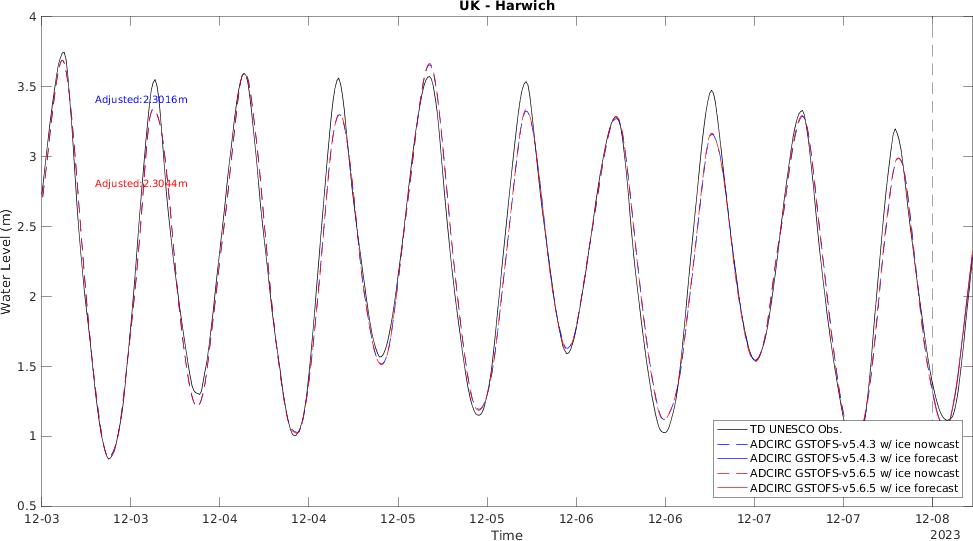 UK - Harwich
4
3.5
3
2.5
2
1.5
1
0.5
Water Level (m)
Adjusted:2.3016m
Adjusted:2.3044m
TD UNESCO Obs.
ADCIRC GSTOFS-v5.4.3 w/ ice nowcast
ADCIRC GSTOFS-v5.4.3 w/ ice forecast
ADCIRC GSTOFS-v5.6.5 w/ ice nowcast
ADCIRC GSTOFS-v5.6.5 w/ ice forecast
12-03 12-03 12-04 12-04 12-05 12-05 12-06 12-06 12-07 12-07 12-08
2023
Time